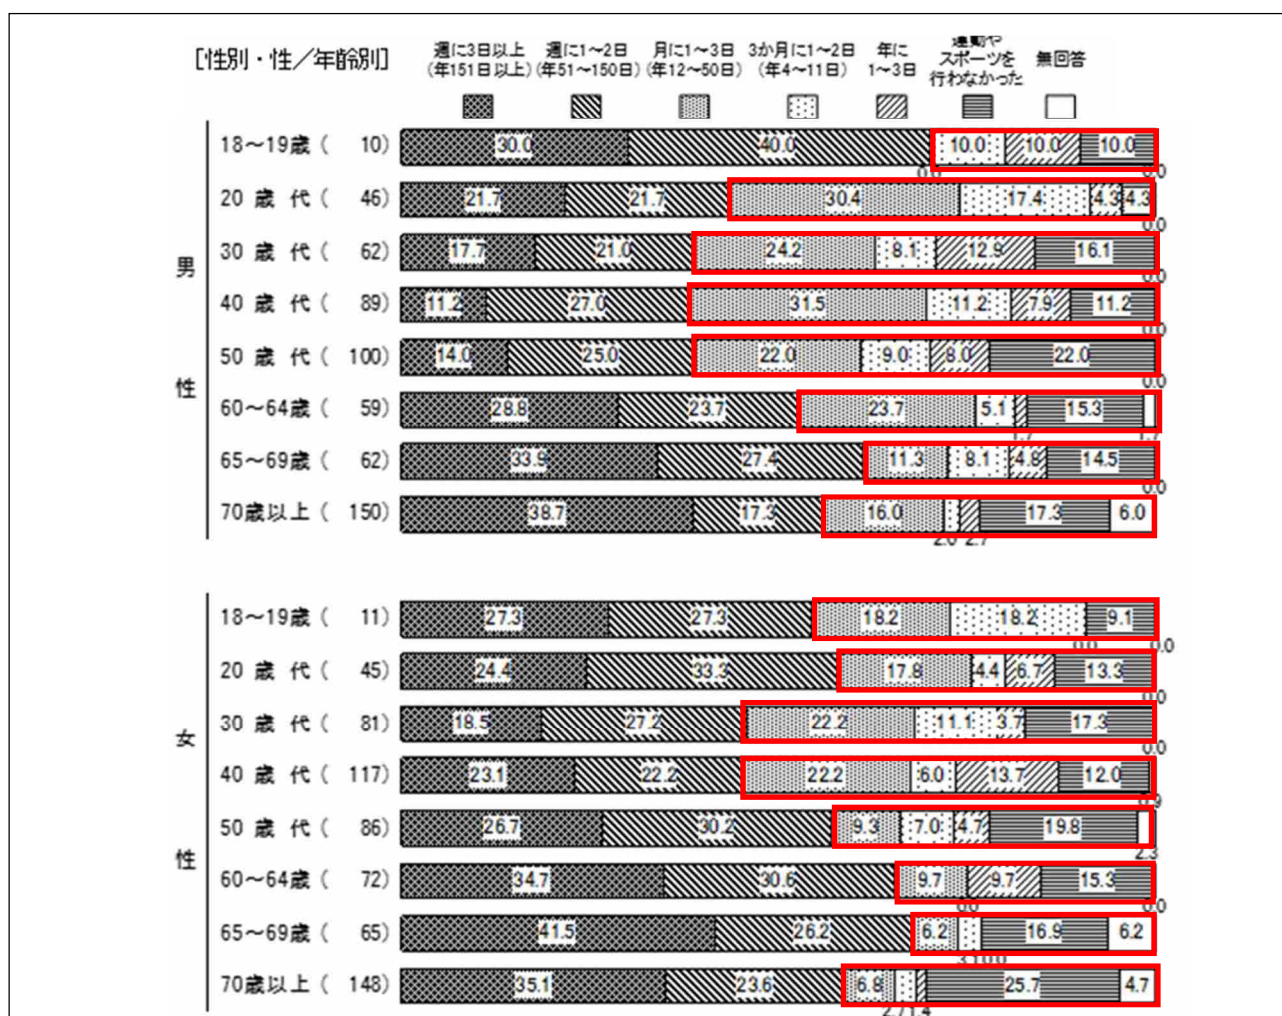 [性別・性／年齢別]
週に3日以上 週に1～2日 月に1～3日 3か月に1～2日 年に 運動や
(年151日以上) (年51～150日) (年12～50日) (年4～11日) 1～3日 スポーツを 無回答
行わなかった
男性
18～19歳 ( 10) 30.0 40.0 0.0 10.0 10.0 10.0 0.0
20 歳 代 ( 46) 21.7 21.7 30.4 17.4 4.3 4.3 0.0
30 歳 代 ( 62) 17.7 21.0 24.2 8.1 12.9 16.1 0.0
40 歳 代 ( 89) 11.2 27.0 31.5 11.2 7.9 11.2 0.0
50 歳 代 ( 100) 14.0 25.0 22.0 9.0 8.0 22.0 0.0
60～64歳 ( 59) 28.8 23.7 23.7 5.1 1.7 15.3 1.7
65～69歳 ( 62) 33.9 27.4 11.3 8.1 4.8 14.5 0.0
70歳以上 ( 150) 38.7 17.3 16.0 2.0 2.7 17.3 6.0
女性
18～19歳 ( 11) 27.3 27.3 18.2 18.2 0.0 9.1 0.0
20 歳 代 ( 45) 24.4 33.3 17.8 4.4 6.7 13.3 0.0
30 歳 代 ( 81) 18.5 27.2 22.2 11.1 3.7 17.3 0.0
40 歳 代 ( 117) 23.1 22.2 22.2 6.0 13.7 12.0 0.9
50 歳 代 ( 86) 26.7 30.2 9.3 7.0 4.7 19.8 2.3
60～64歳 ( 72) 34.7 30.6 9.7 0.0 9.7 15.3 0.0
65～69歳 ( 65) 41.5 26.2 6.2 3.1 0.0 16.9 6.2
70歳以上 ( 148) 35.1 23.6 6.8 2.7 1.4 25.7 4.7